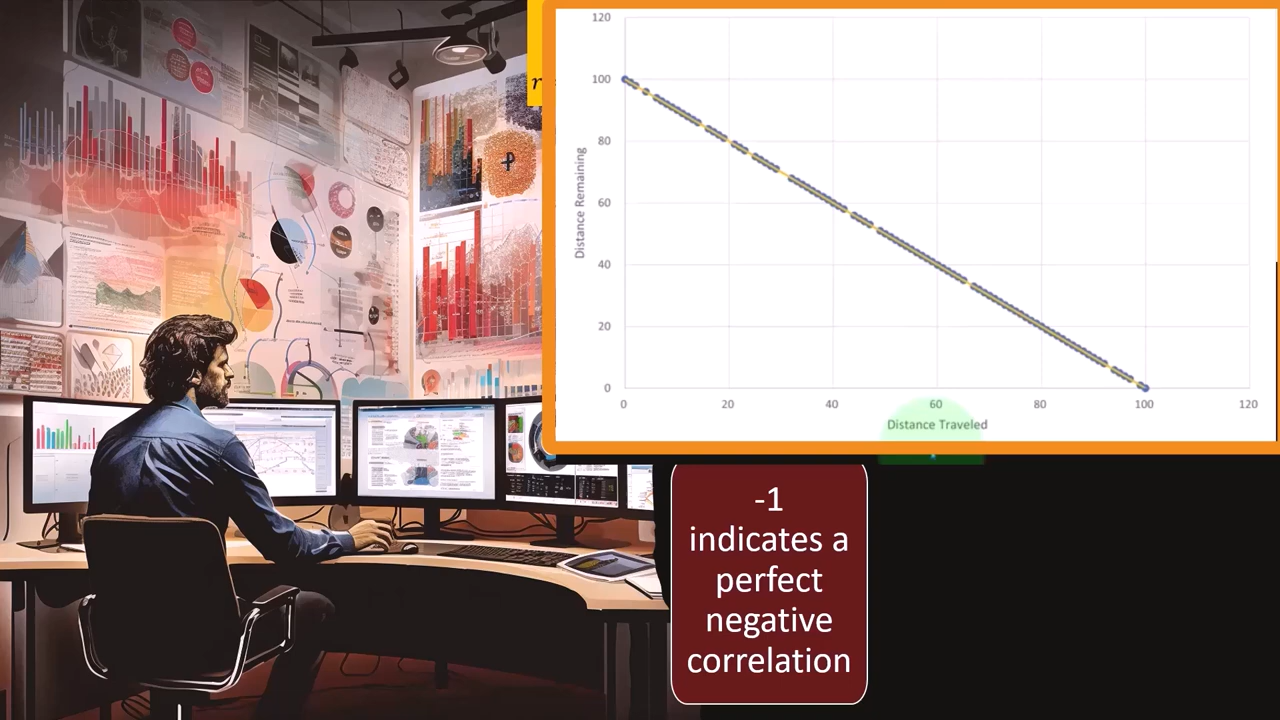 r
120
100
80
60
40
20
0
Distance Remaining
0 20 40 60 80 100 120
Distance Traveled
-1
indicates a
perfect
negative
correlation